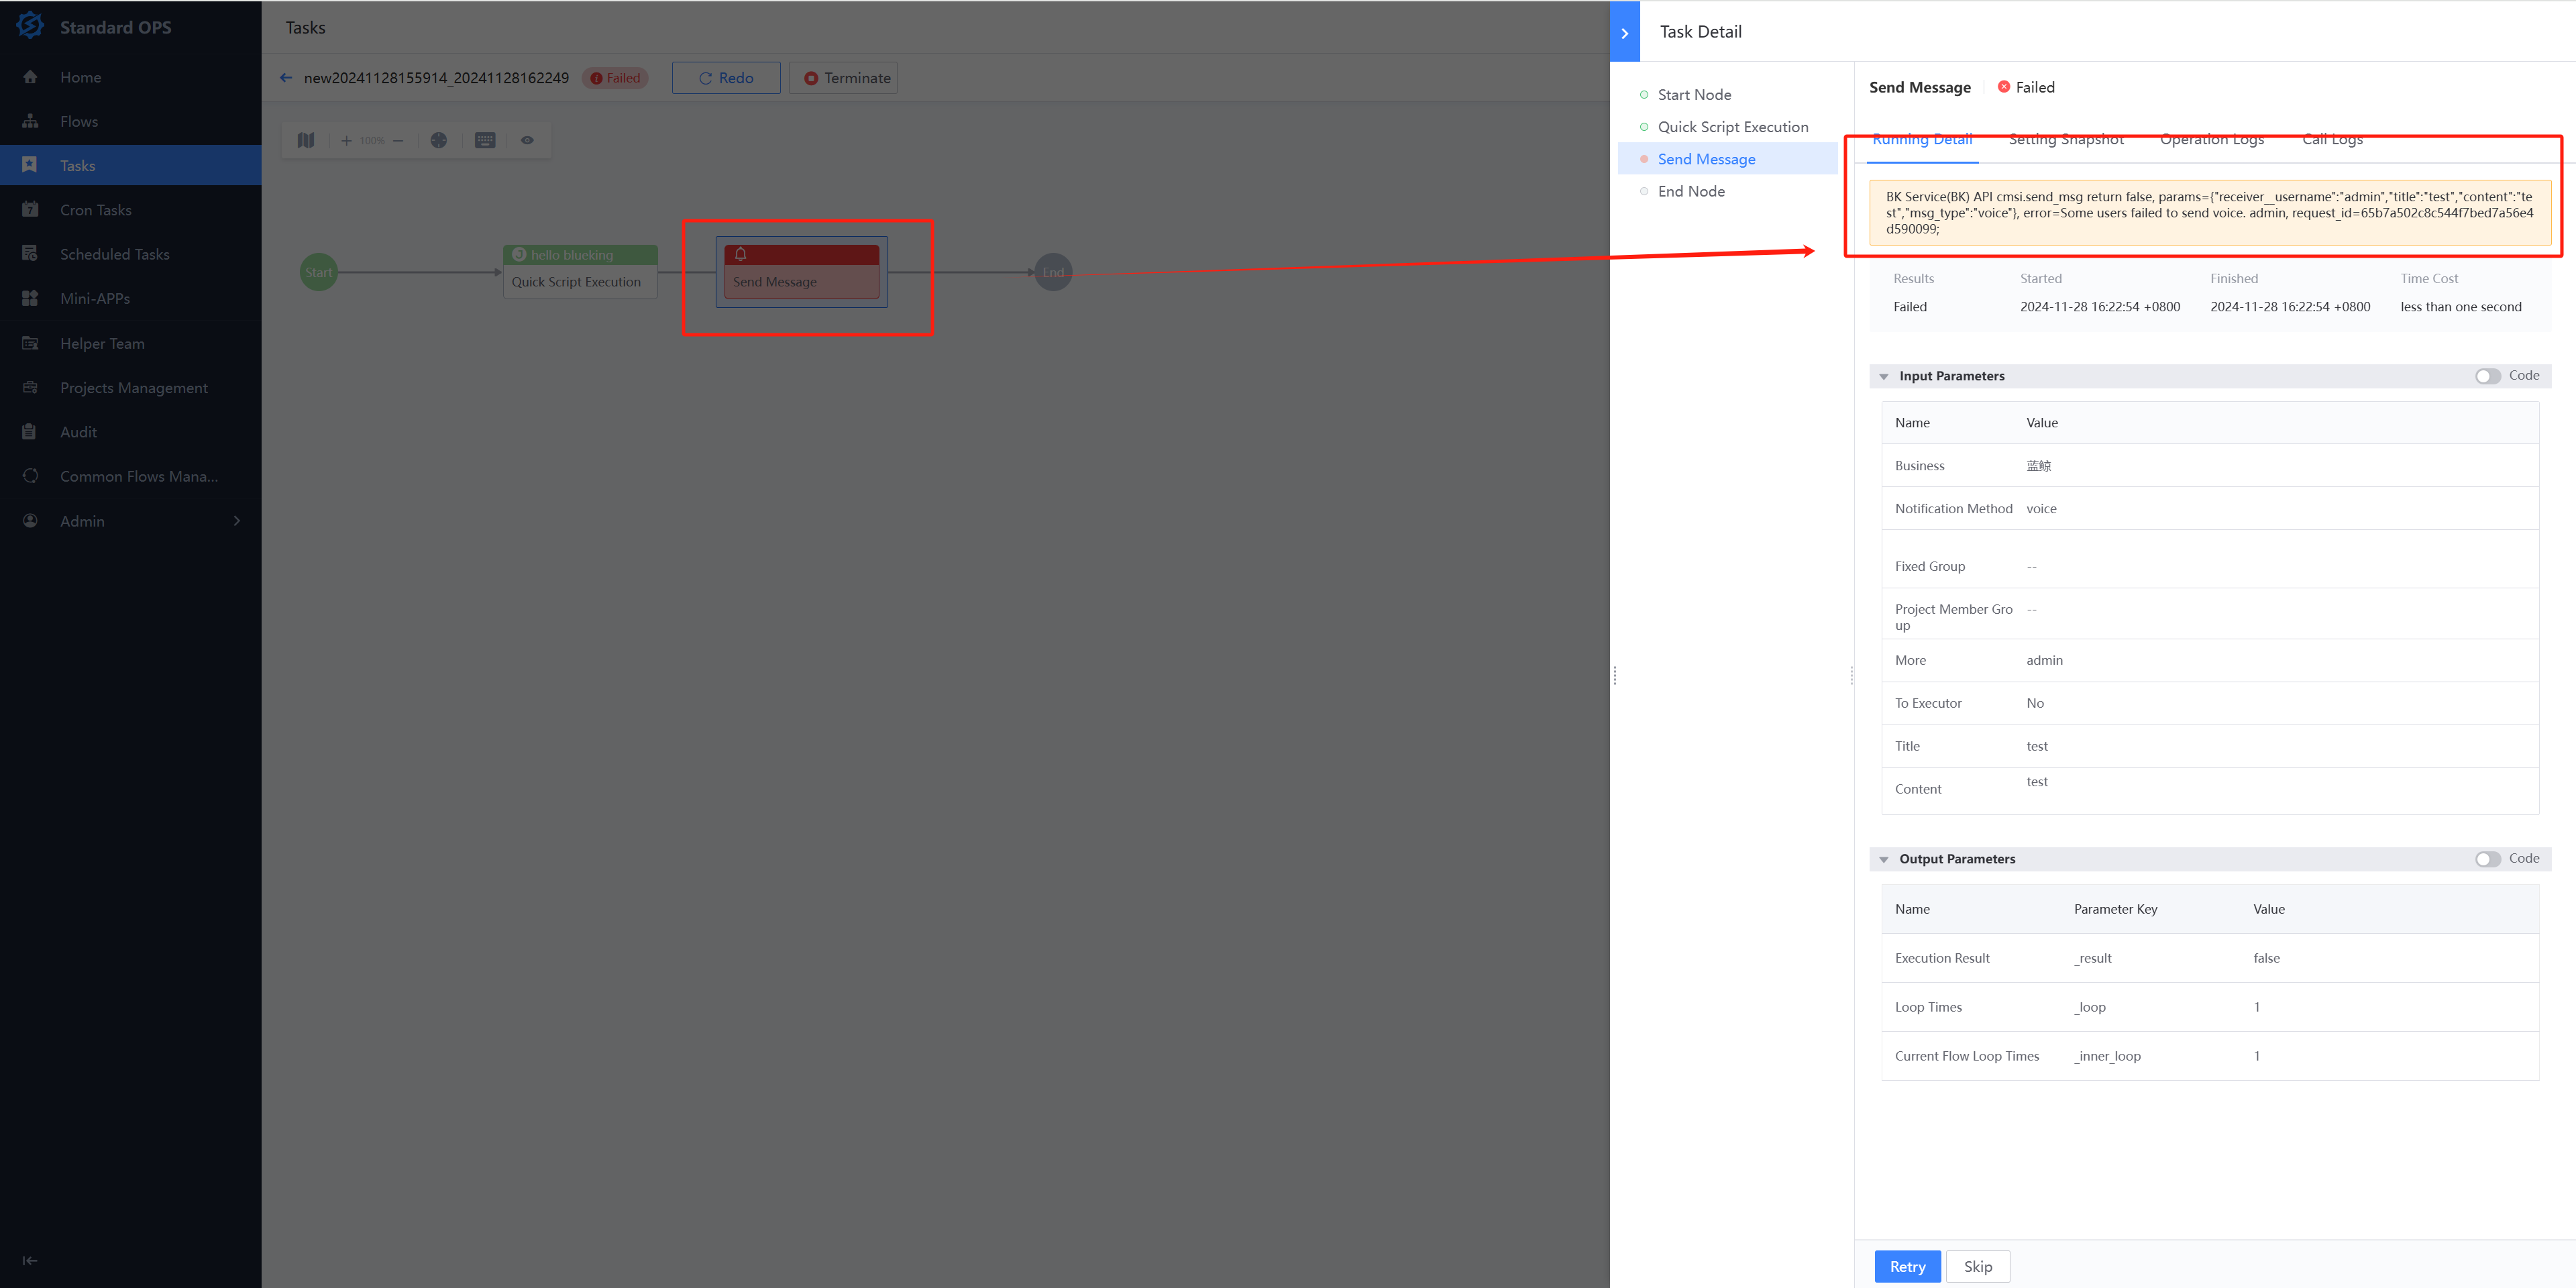 Standard OPS
Home
Flows
Tasks
Cron Tasks
Scheduled Tasks
Mini-APPs
Helper Team
Projects Management
Audit
Common Flows Mana...
Admin
Tasks
new20241128155914_20241128162249
Failed
Redo
Terminate
100%
Start
hello blueking
Quick Script Execution
Send Message
End
Task Detail
Start Node
Quick Script Execution
Send Message
End Node
Send Message
Failed
Running Detail
Setting Snapshot
Operation Logs
Call Logs
BK Service(BK) API cmsi.send_msg return false, params={"receiver__username":"admin","title":"test","content":"te
st","msg_type":"voice"}, error=Some users failed to send voice. admin, request_id=65b7a502c8c544f7bed7a56e4
d590099;
Results Started Finished Time Cost
Failed 2024-11-28 16:22:54 +0800 2024-11-28 16:22:54 +0800 less than one second
Input Parameters
Code
Name Value
Business 蓝鲸
Notification Method voice
Fixed Group --
Project Member Gro --
up
More admin
To Executor No
Title test
Content test
Output Parameters
Code
Name Parameter Key Value
Execution Result _result false
Loop Times _loop 1
Current Flow Loop Times _inner_loop 1
Retry
Skip